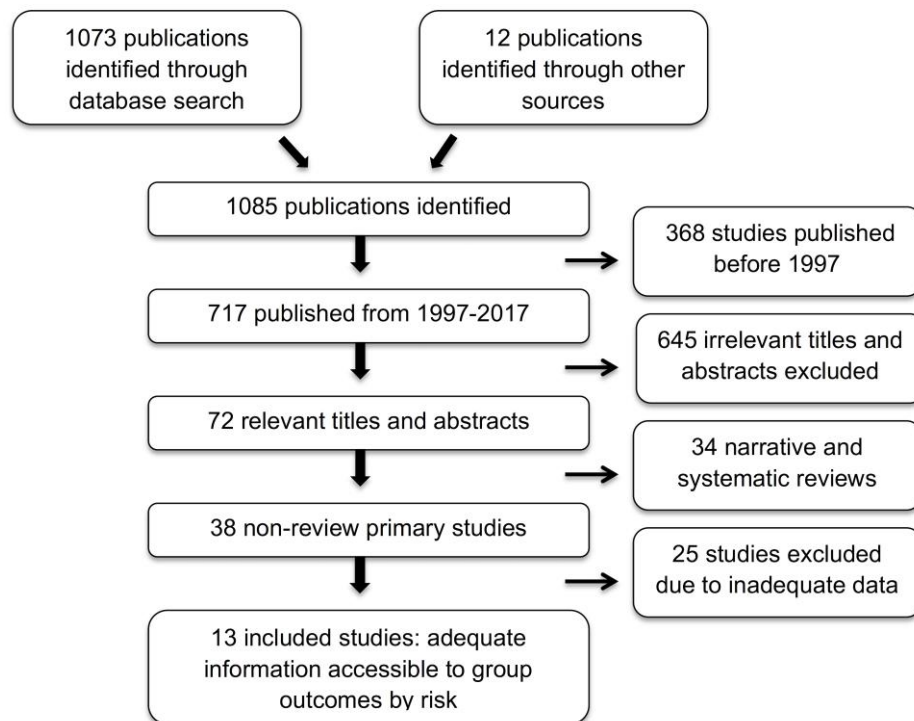 1073 publications
identified through
database search
12 publications
identified through other
sources
1085 publications identified
368 studies published
before 1997
717 published from 1997-2017
645 irrelevant titles and
abstracts excluded
72 relevant titles and abstracts
34 narrative and
systematic reviews
38 non-review primary studies
25 studies excluded
due to inadequate data
13 included studies: adequate
information accessible to group
outcomes by risk